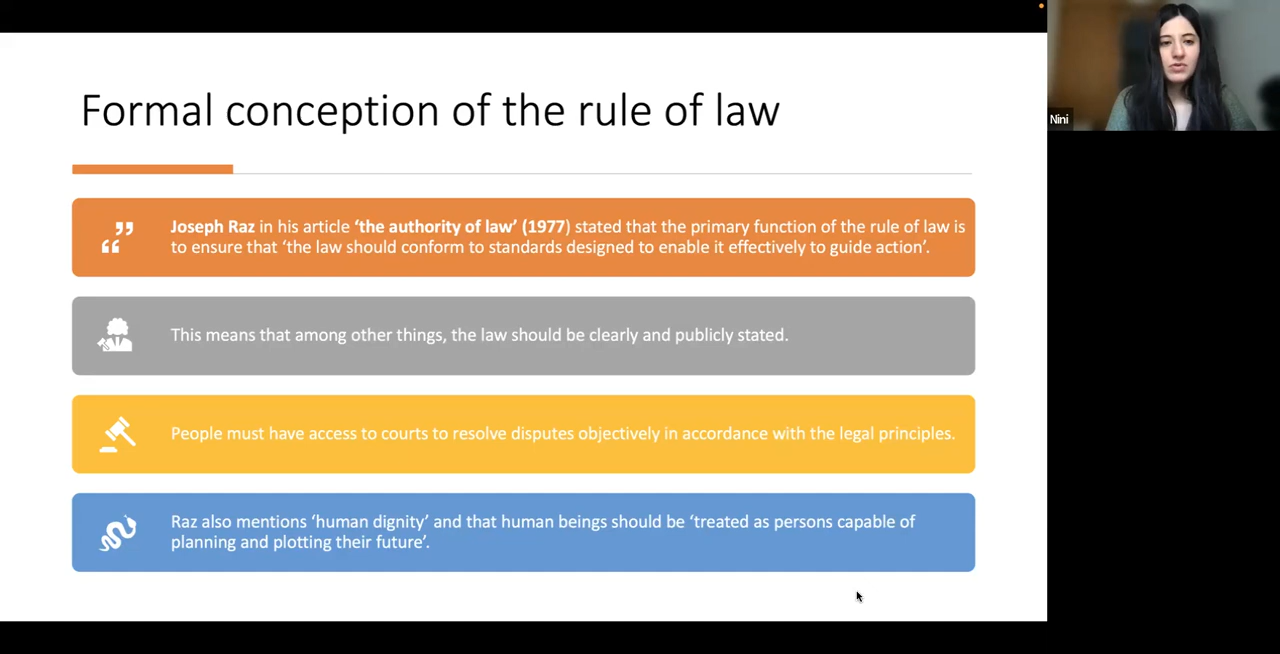 Formal conception of the rule of law
Joseph Raz in his article ‘the authority of law’ (1977) stated that the primary function of the rule of law is
to ensure that ‘the law should conform to standards designed to enable it effectively to guide action’.
This means that among other things, the law should be clearly and publicly stated.
People must have access to courts to resolve disputes objectively in accordance with the legal principles.
Raz also mentions ‘human dignity’ and that human beings should be ‘treated as persons capable of
planning and plotting their future’.
Nini